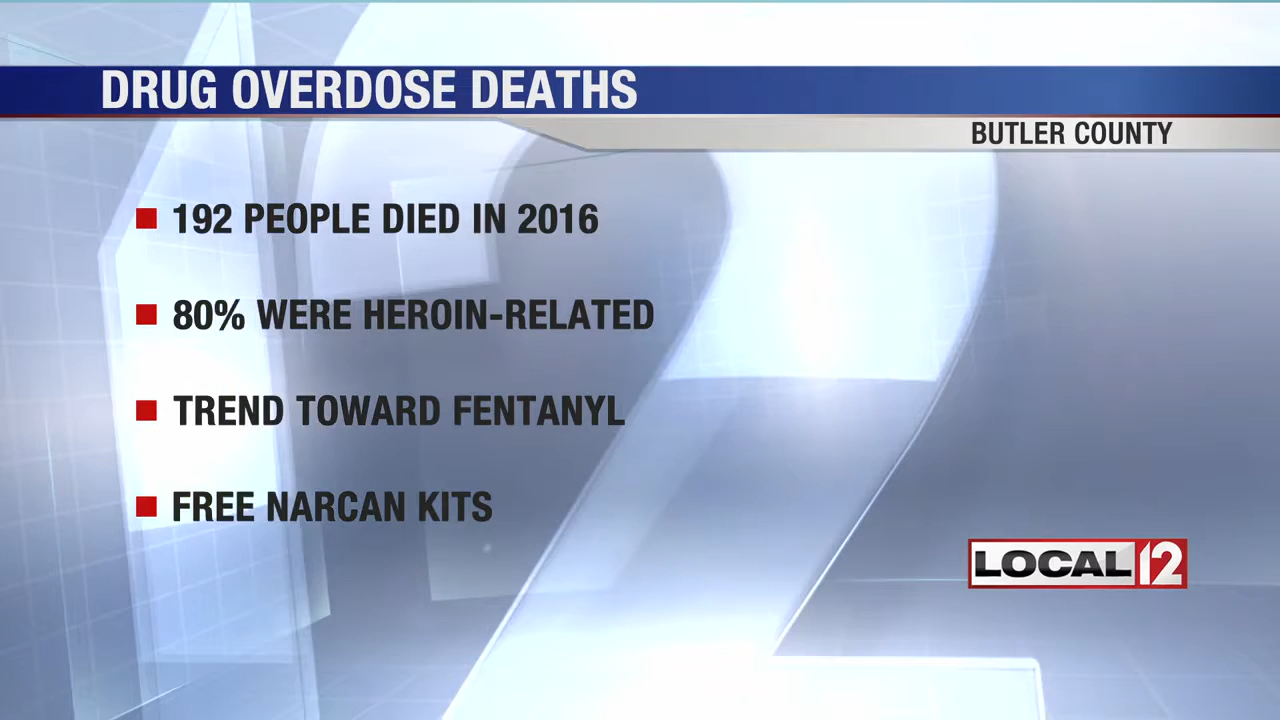 DRUG OVERDOSE DEATHS
BUTLER COUNTY
192 PEOPLE DIED IN 2016
80% WERE HEROIN-RELATED
TREND TOWARD FENTANYL
FREE NARCAN KITS
LOCAL 12